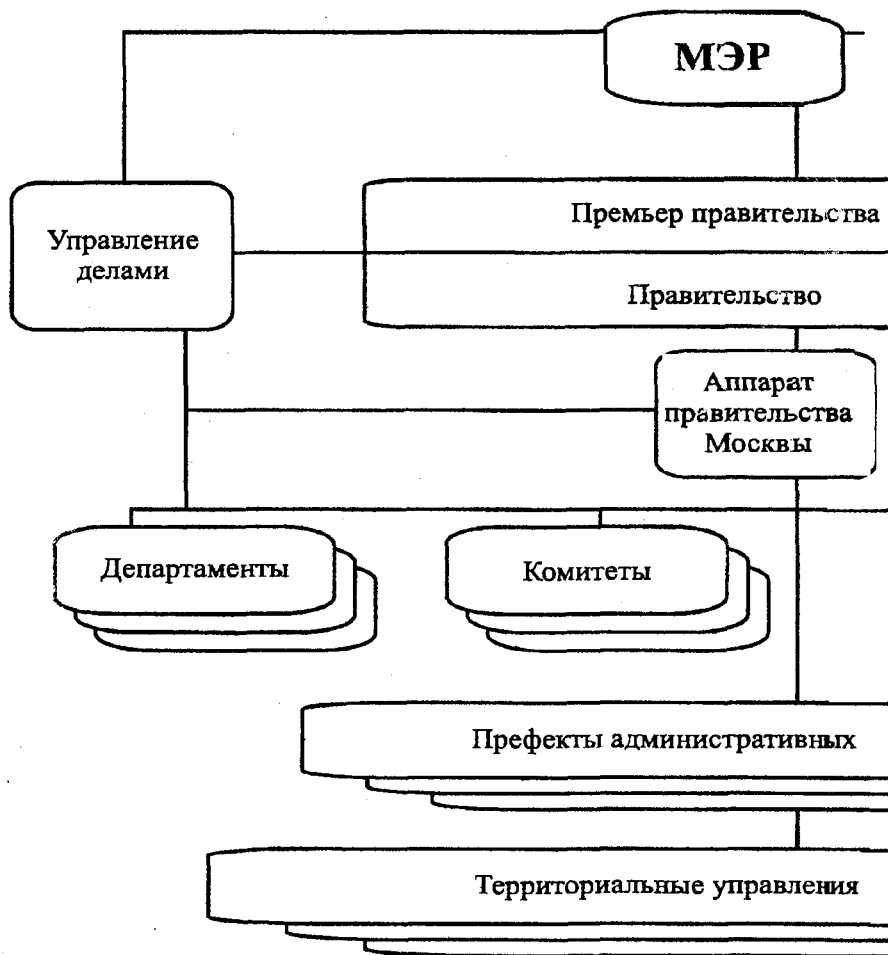 МЭР
Премьер правительства
Управление
делами
Правительство
Аппарат
правительства
Москвы
Департаменты
Комитеты
Префекты административных
Территориальные управления